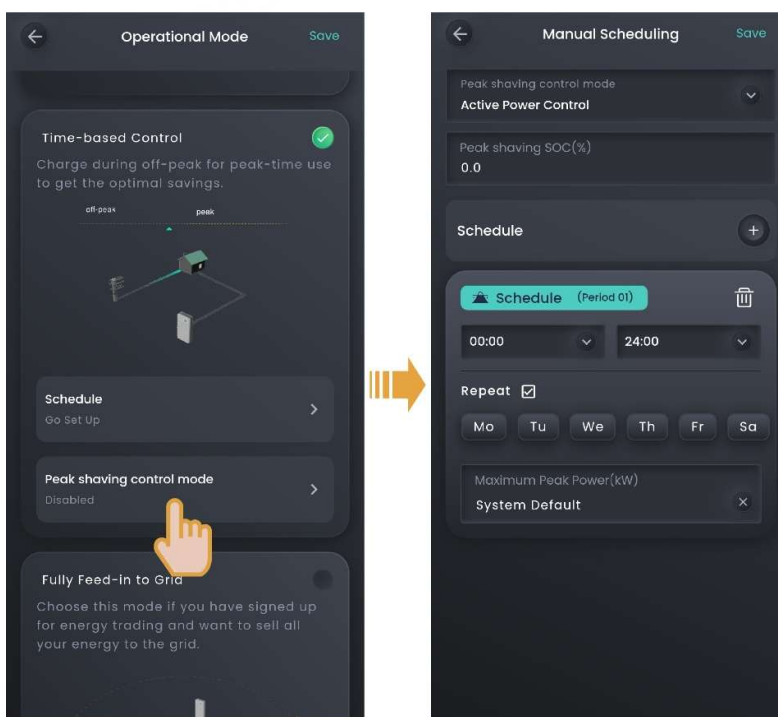 Operational Mode
Save
Time-based Control
Charge during off-peak for peak-time use
to get the optimal savings.
off-peak
peak
Schedule
Go Set Up
Peak shaving control mode
Disabled
Fully Feed-in to Grid
Choose this mode if you have signed up
for energy trading and want to sell all
your energy to the grid.
Manual Scheduling
Save
Peak shaving control mode
Active Power Control
Peak shaving SOC(%)
0.0
Schedule
Schedule (Period 01)
00:00
24:00
Repeat
Mo Tu We Th Fr Sa
Maximum Peak Power(kW)
System Default